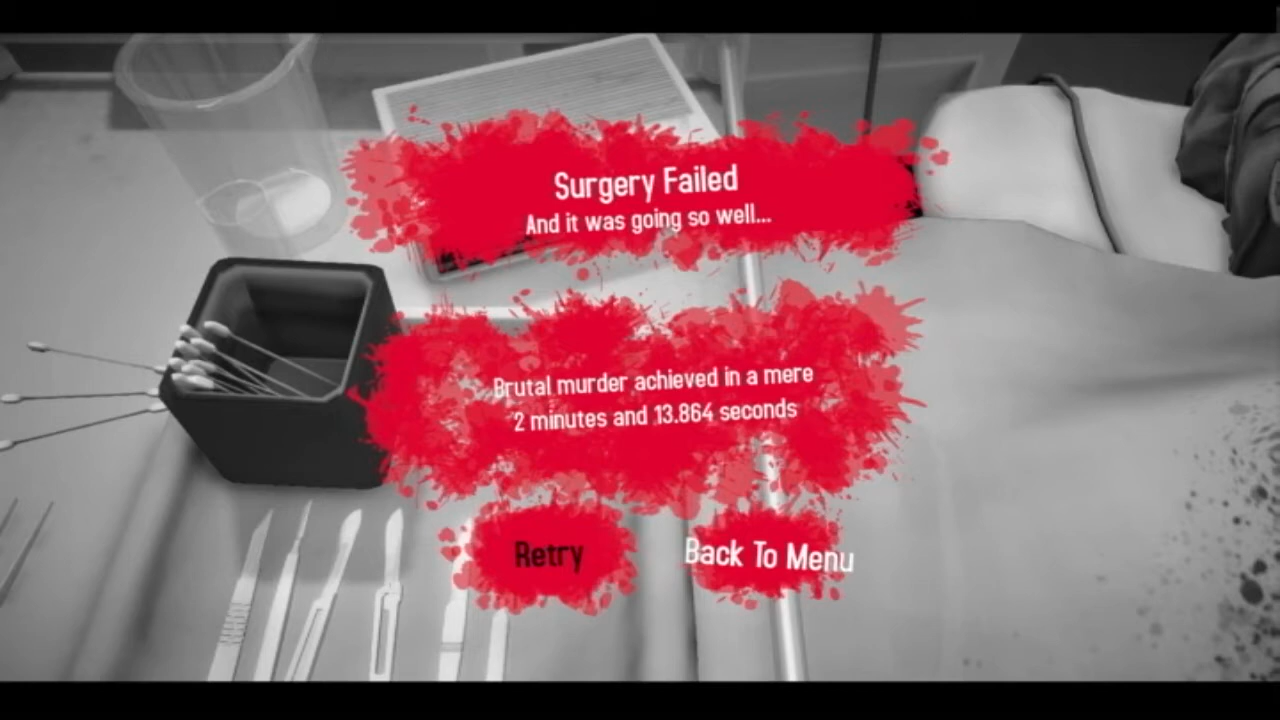 Surgery Failed
And it was going so well...
Brutal murder achieved in a mere
2 minutes and 13.864 seconds
Retry
Back To Menu